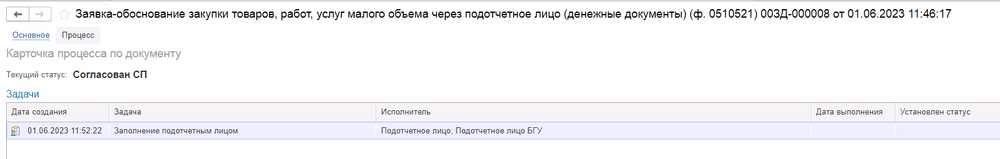 Заявка-обоснование закупки товаров, работ, услуг малого объема через подотчетное лицо (денежные документы) (ф. 0510521) 00ЗД-000008 от 01.06.2023 11:46:17
Основное Процесс
Карточка процесса по документу
Текущий статус: Согласован СП
Задачи
Дата создания Задача Исполнитель Дата выполнения Установлен статус
01.06.2023 11:52:22 Заполнение подотчетным лицом Подотчетное лицо, Подотчетное лицо БГУ